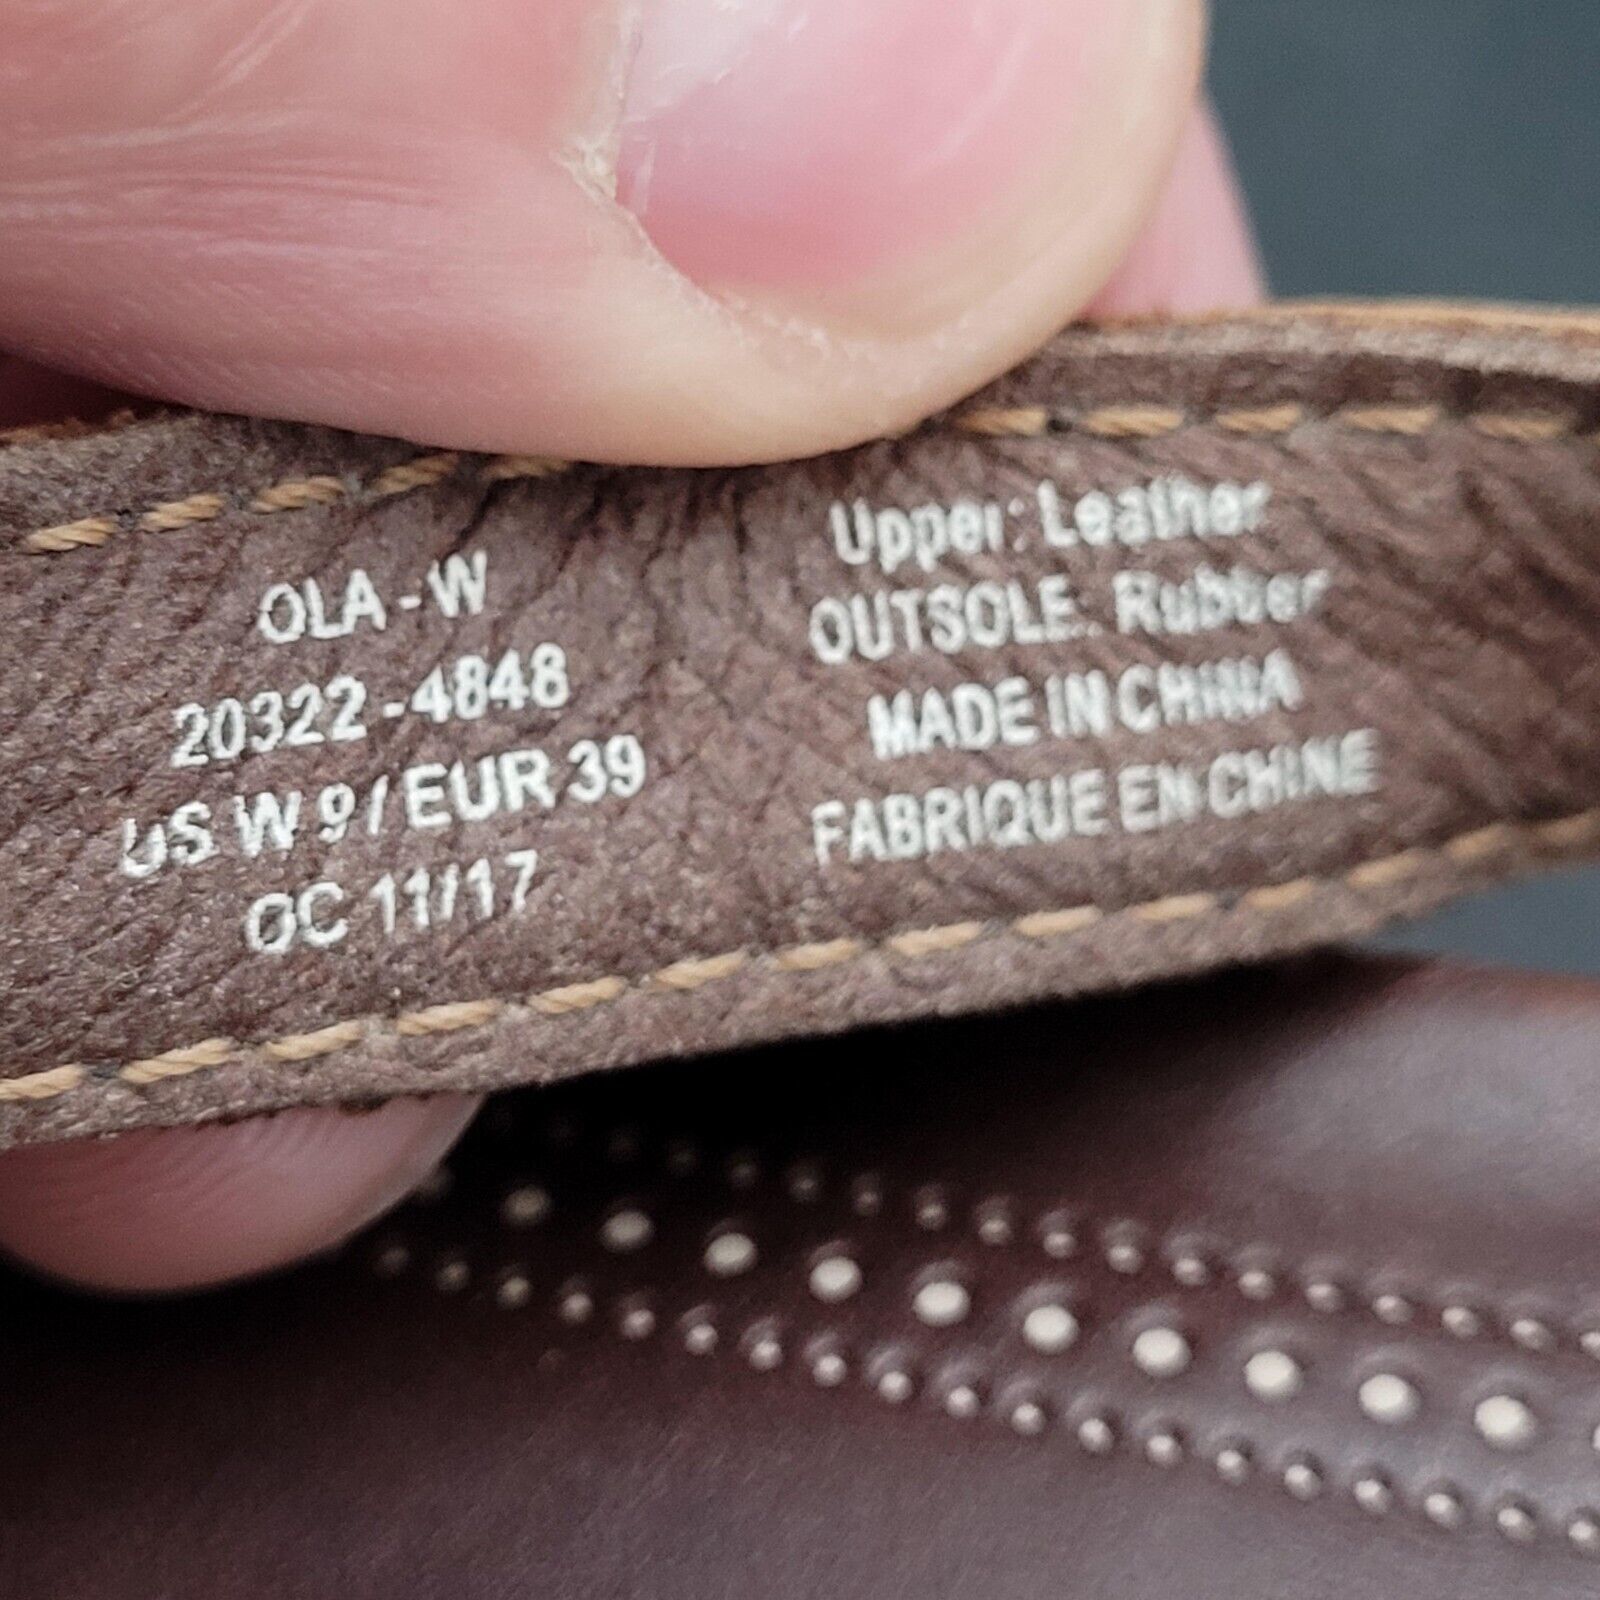 OLA - W
20322 - 4848
US W 9 / EUR 39
OC 11/17
Upper: Leather
OUTSOLE: Rubber
MADE IN CHINA
FABRIQUE EN CHINE